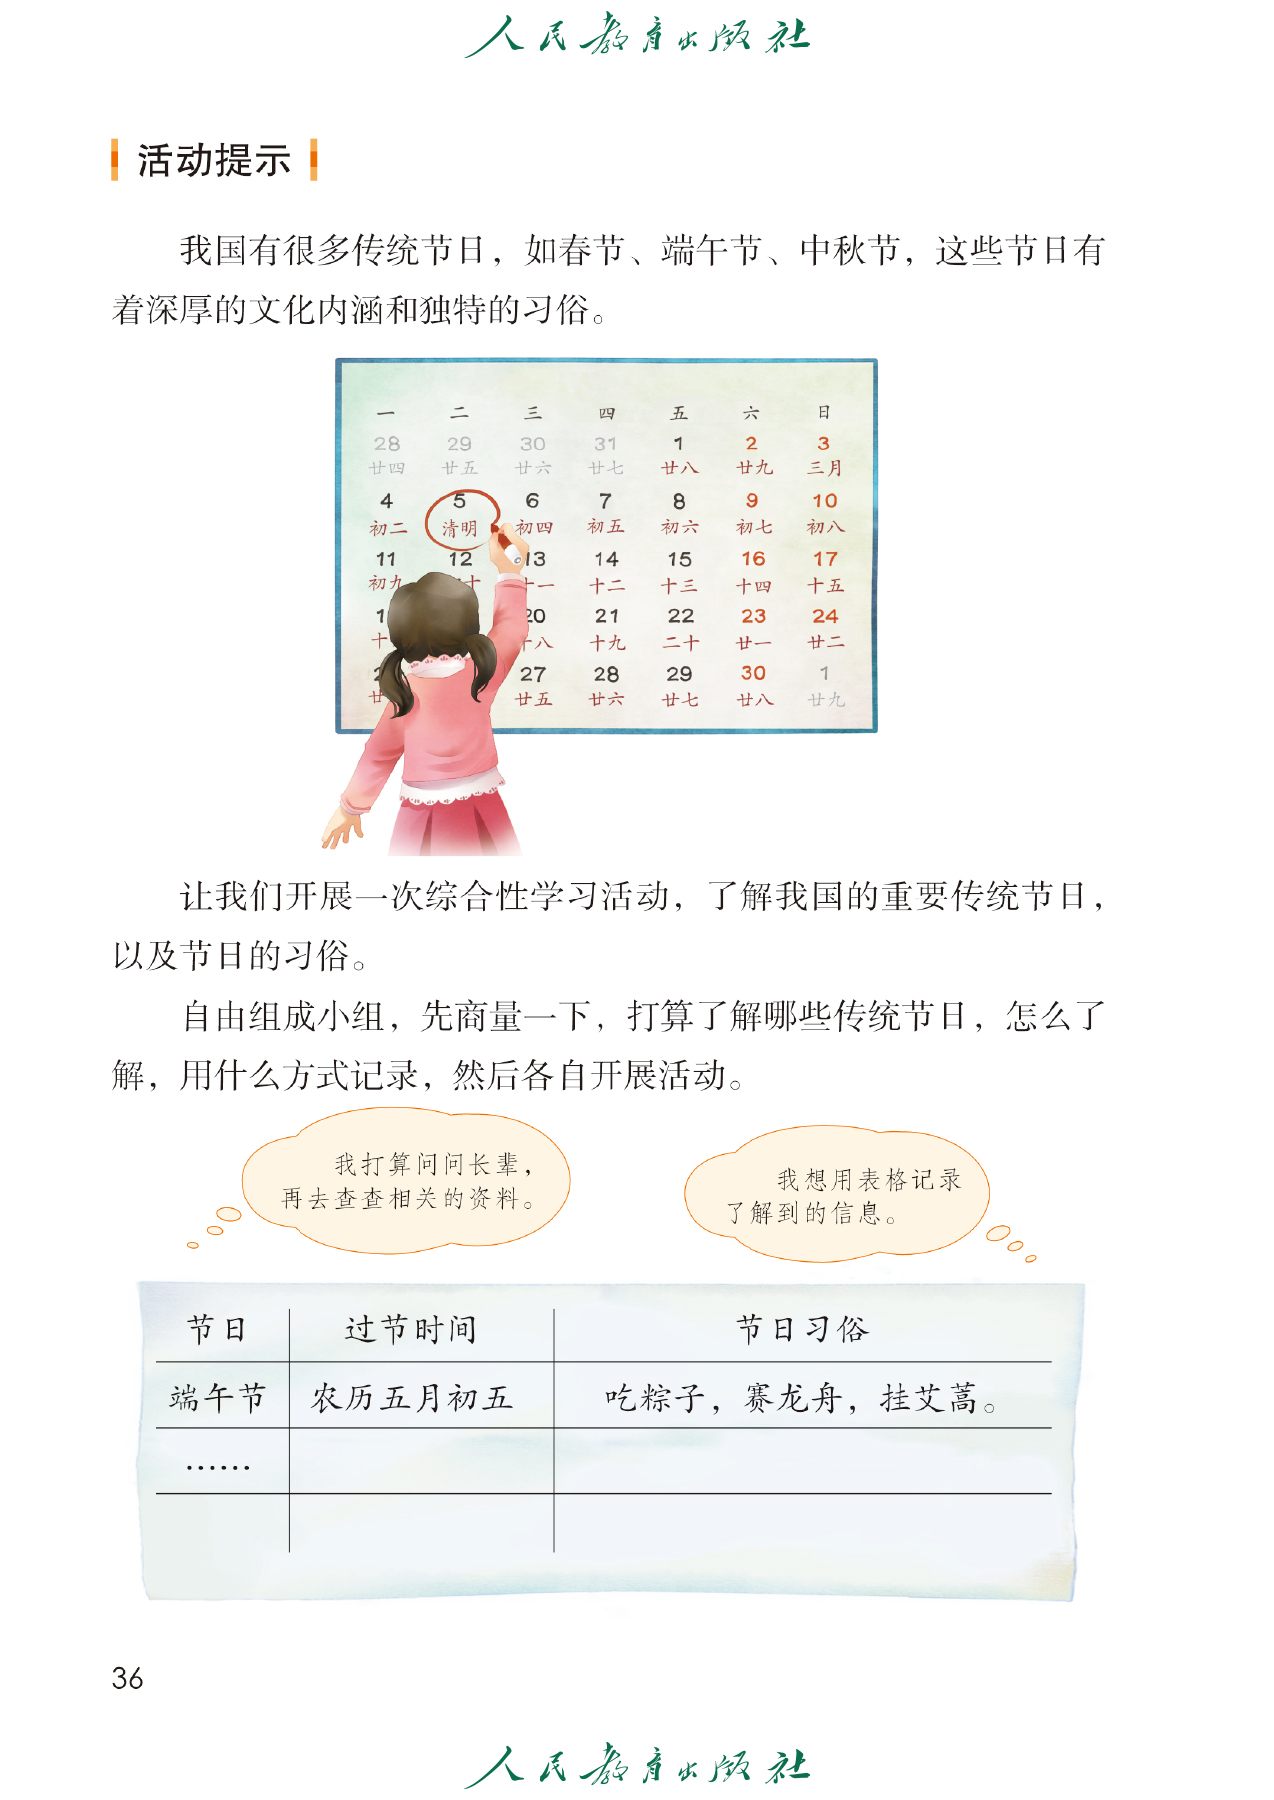 人民教育出版社
活动提示
我国有很多传统节日，如春节、端午节、中秋节，这些节日有
着深厚的文化内涵和独特的习俗。
一 二 三 四 五 六 日
28 29 30 31 1 2 3
廿四 廿五 廿六 廿七 廿八 廿九 三月
4 5 6 7 8 9 10
初二 清明 初四 初五 初六 初七 初八
11 12 13 14 15 16 17
初九 十 十一 十二 十三 十四 十五
1 20 21 22 23 24
十 十八 十九 二十 廿一 廿二
2 27 28 29 30 1
廿 廿五 廿六 廿七 廿八 廿九
让我们开展一次综合性学习活动，了解我国的重要传统节日，
以及节日的习俗。
自由组成小组，先商量一下，打算了解哪些传统节日，怎么了
解，用什么方式记录，然后各自开展活动。
我打算问问长辈，
再去查查相关的资料。
我想用表格记录
了解到的信息。
节日 过节时间 节日习俗
端午节 农历五月初五 吃粽子，赛龙舟，挂艾蒿。
……
36
人民教育出版社